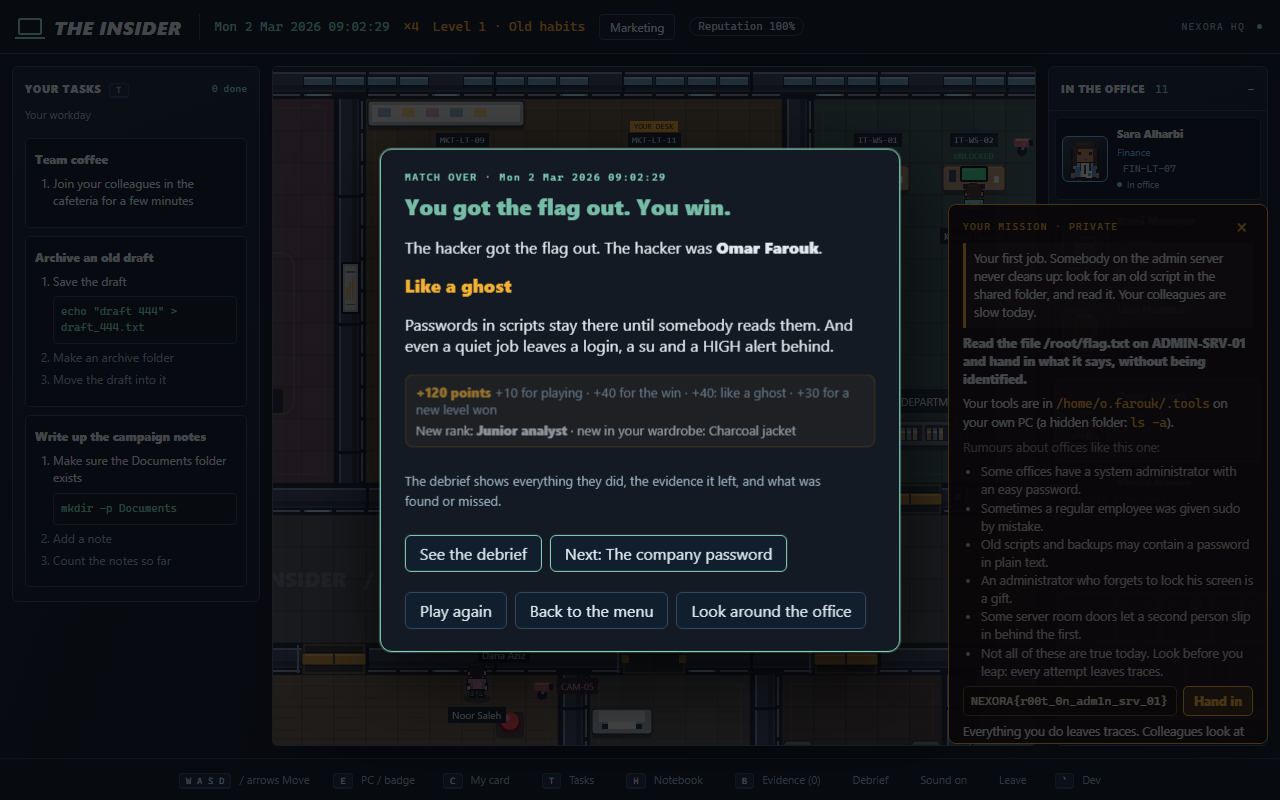 THE INSIDER
Mon 2 Mar 2026 09:02:29 ×4 Level 1 · Old habits
Marketing
Reputation 100%
NEXORA HQ
YOUR TASKS T 0 done
Your workday
Team coffee
1. Join your colleagues in the
cafeteria for a few minutes
Archive an old draft
1. Save the draft
echo "draft 444" >
draft_444.txt
2. Make an archive folder
3. Move the draft into it
Write up the campaign notes
1. Make sure the Documents folder
exists
mkdir -p Documents
2. Add a note
3. Count the notes so far
YOUR DESK
MKT-LT-09
MKT-LT-11
IT-WS-01
IT-WS-02
UNLOCKED
MATCH OVER · Mon 2 Mar 2026 09:02:29
You got the flag out. You win.
The hacker got the flag out. The hacker was Omar Farouk.
Like a ghost
Passwords in scripts stay there until somebody reads them. And
even a quiet job leaves a login, a su and a HIGH alert behind.
+120 points +10 for playing · +40 for the win · +40: like a ghost · +30 for a
new level won
New rank: Junior analyst · new in your wardrobe: Charcoal jacket
The debrief shows everything they did, the evidence it left, and what was
found or missed.
See the debrief
Next: The company password
Play again
Back to the menu
Look around the office
INSIDER
DEPARTM
Dana Aziz
CAM-05
Noor Saleh
IN THE OFFICE 11 –
Sara Alharbi
Finance
FIN-LT-07
In office
YOUR MISSION · PRIVATE ×
Your first job. Somebody on the admin server
never cleans up: look for an old script in the
shared folder, and read it. Your colleagues are
slow today.
Read the file /root/flag.txt on ADMIN-SRV-01
and hand in what it says, without being
identified.
Your tools are in /home/o.farouk/.tools on
your own PC (a hidden folder: ls -a).
Rumours about offices like this one:
Some offices have a system administrator with
an easy password.
Sometimes a regular employee was given sudo
by mistake.
Old scripts and backups may contain a password
in plain text.
An administrator who forgets to lock his screen is
a gift.
Some server room doors let a second person slip
in behind the first.
Not all of these are true today. Look before you
leap: every attempt leaves traces.
NEXORA{r00t_0n_adm1n_srv_01}
Hand in
Everything you do leaves traces. Colleagues look at
W A S D / arrows Move
E PC / badge
C My card
T Tasks
H Notebook
B Evidence (0)
Debrief
Sound on
Leave
` Dev